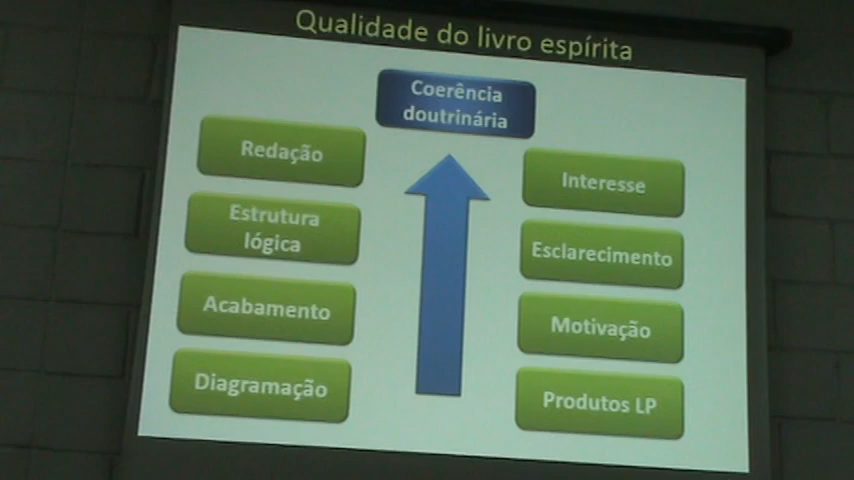 Qualidade do livro espírita
Coerência
doutrinária
Redação
Estrutura
lógica
Acabamento
Diagramação
Interesse
Esclarecimento
Motivação
Produtos LP